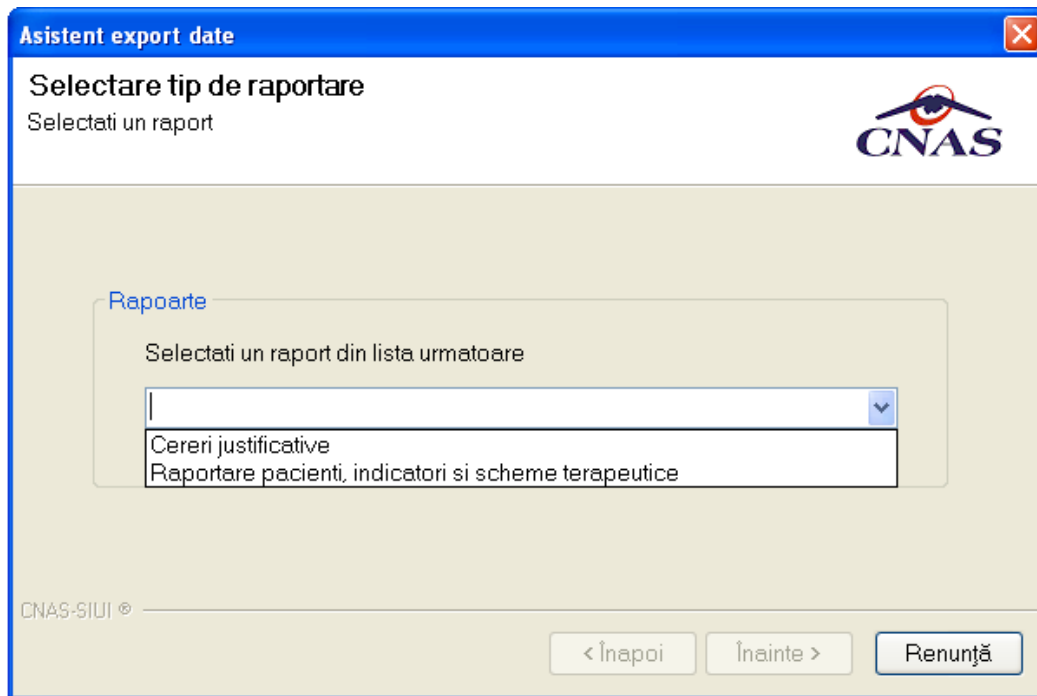 Asistent export date
Selectare tip de raportare
Selectati un raport
CNAS
Rapoarte
Selectati un raport din lista urmatoare
Cereri justificative
Raportare pacienti, indicatori si scheme terapeutice
CNAS-SIUI ®
< Înapoi
Înainte >
Renunţă